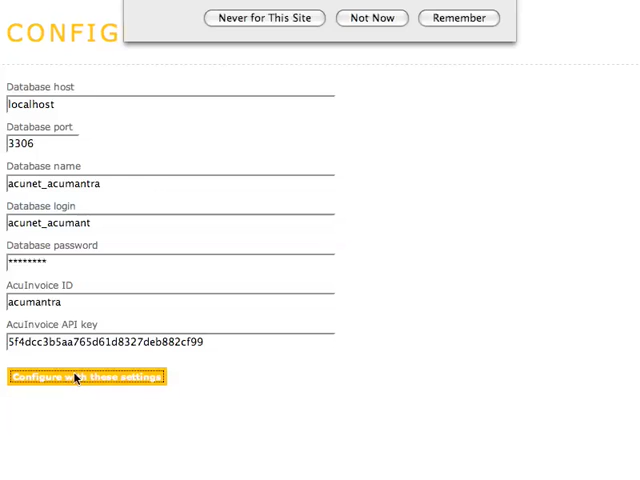 Never for This Site Not Now Remember
CONFIG
Database host
localhost
Database port
3306
Database name
acunet_acumantra
Database login
acunet_acumant
Database password
********
AcuInvoice ID
acumantra
AcuInvoice API key
5f4dcc3b5aa765d61d8327deb882cf99
Configure with these settings